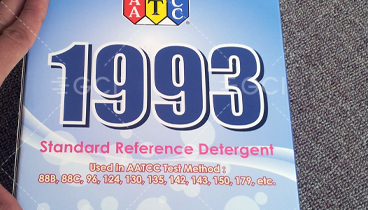 AATCC®
1993
Standard Reference Detergent
Used in AATCC Test Method :
88B, 88C, 96, 124, 130, 135, 142, 143, 150, 179, etc.